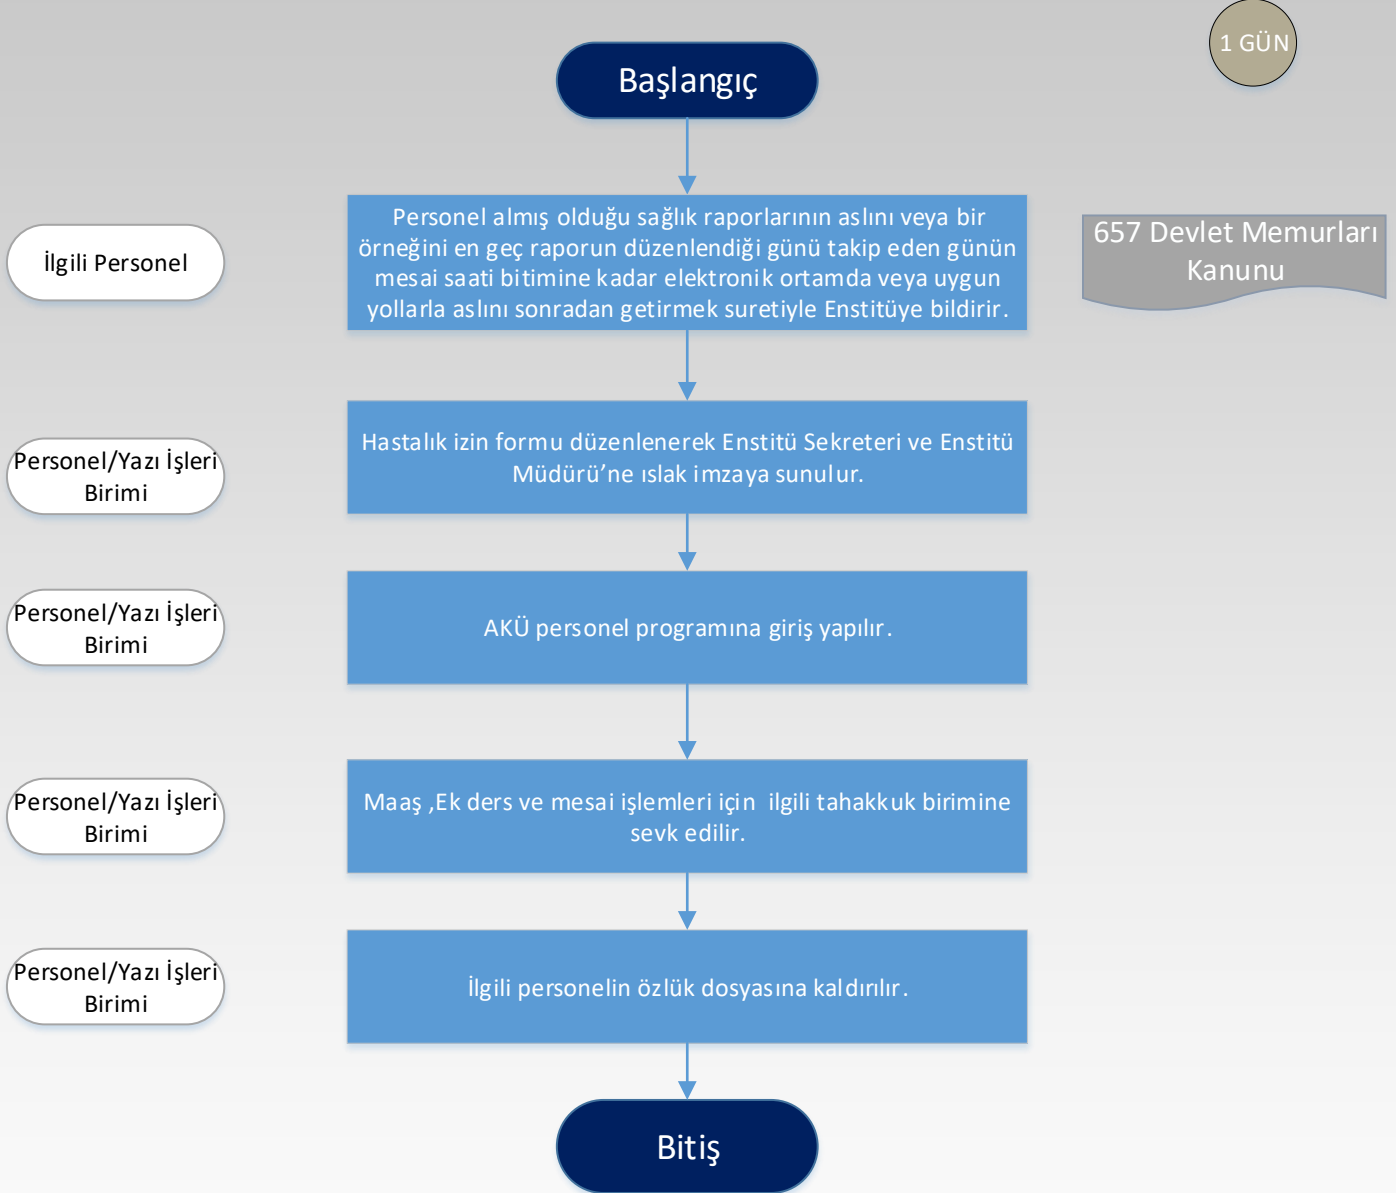 1 GÜN
Başlangıç
İlgili Personel
Personel almış olduğu sağlık raporlarının aslını veya bir
örneğini en geç raporun düzenlendiği günü takip eden günün
mesai saati bitimine kadar elektronik ortamda veya uygun
yollarla aslını sonradan getirmek suretiyle Enstitüye bildirir.
657 Devlet Memurları
Kanunu
Personel/Yazı İşleri
Birimi
Hastalık izin formu düzenlenerek Enstitü Sekreteri ve Enstitü
Müdürü’ne ıslak imzaya sunulur.
Personel/Yazı İşleri
Birimi
AKÜ personel programına giriş yapılır.
Personel/Yazı İşleri
Birimi
Maaş ,Ek ders ve mesai işlemleri için ilgili tahakkuk birimine
sevk edilir.
Personel/Yazı İşleri
Birimi
İlgili personelin özlük dosyasına kaldırılır.
Bitiş